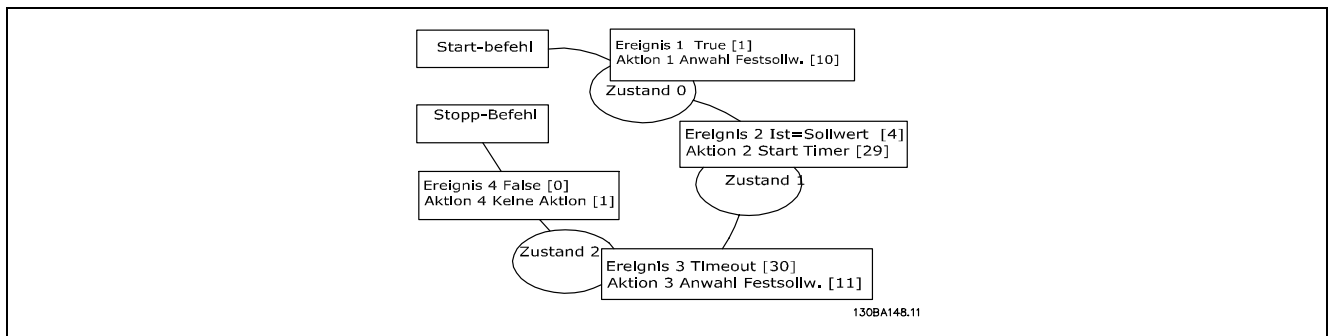 Start-befehl
Ereignis 1 True [1]
Aktion 1 Anwahl Festsollw. [10]
Zustand 0
Stopp-Befehl
Ereignis 2 Ist=Sollwert [4]
Aktion 2 Start Timer [29]
Zustand 1
Ereignis 4 False [0]
Aktion 4 Keine Aktion [1]
Zustand 2
Ereignis 3 Timeout [30]
Aktion 3 Anwahl Festsollw. [11]
130BA148.11